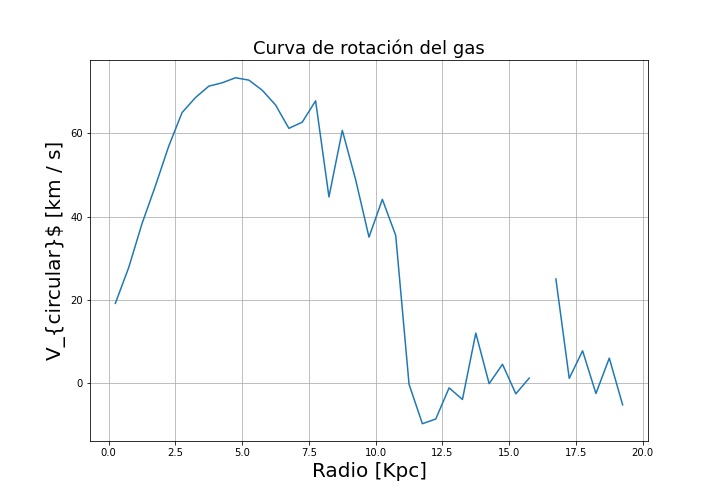 Curva de rotación del gas
V_{circular}$ [km / s]
60
40
20
0
0.0 2.5 5.0 7.5 10.0 12.5 15.0 17.5 20.0
Radio [Kpc]